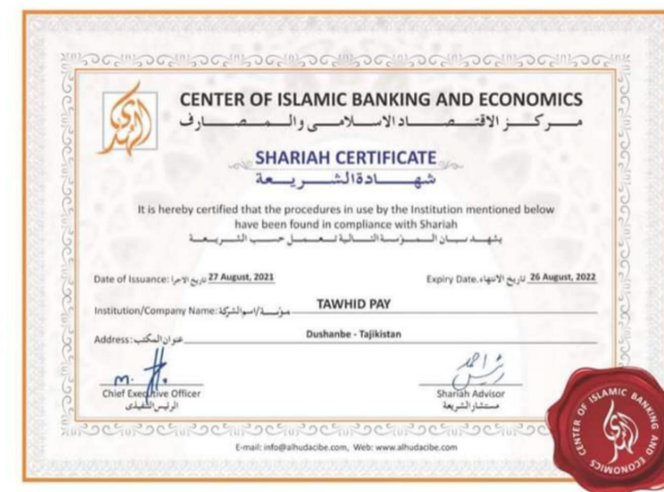 CENTER OF ISLAMIC BANKING AND ECONOMICS
مركز الاقتصاد الاسلامى والمصارف
الهدى
SHARIAH CERTIFICATE
شهادة الشريعة
It is hereby certified that the procedures in use by the Institution mentioned below
have been found in compliance with Shariah
يشهد بان المؤسسة التالية تعمل حسب الشريعة
Date of Issuance: تاريخ الاجرا: 27 August, 2021
Expiry Date. تاريخ الانتهاء. 26 August, 2022
Institution/Company Name: مؤسسة/اسم الشركة: TAWHID PAY
Address: عنوان المكتب: Dushanbe - Tajikistan
Chief Executive Officer
الرئيس التنفيذى
Shariah Advisor
مستشار الشريعة
E-mail: info@alhudacibe.com, Web: www.alhudacibe.com
CENTER OF ISLAMIC BANKING AND ECONOMICS